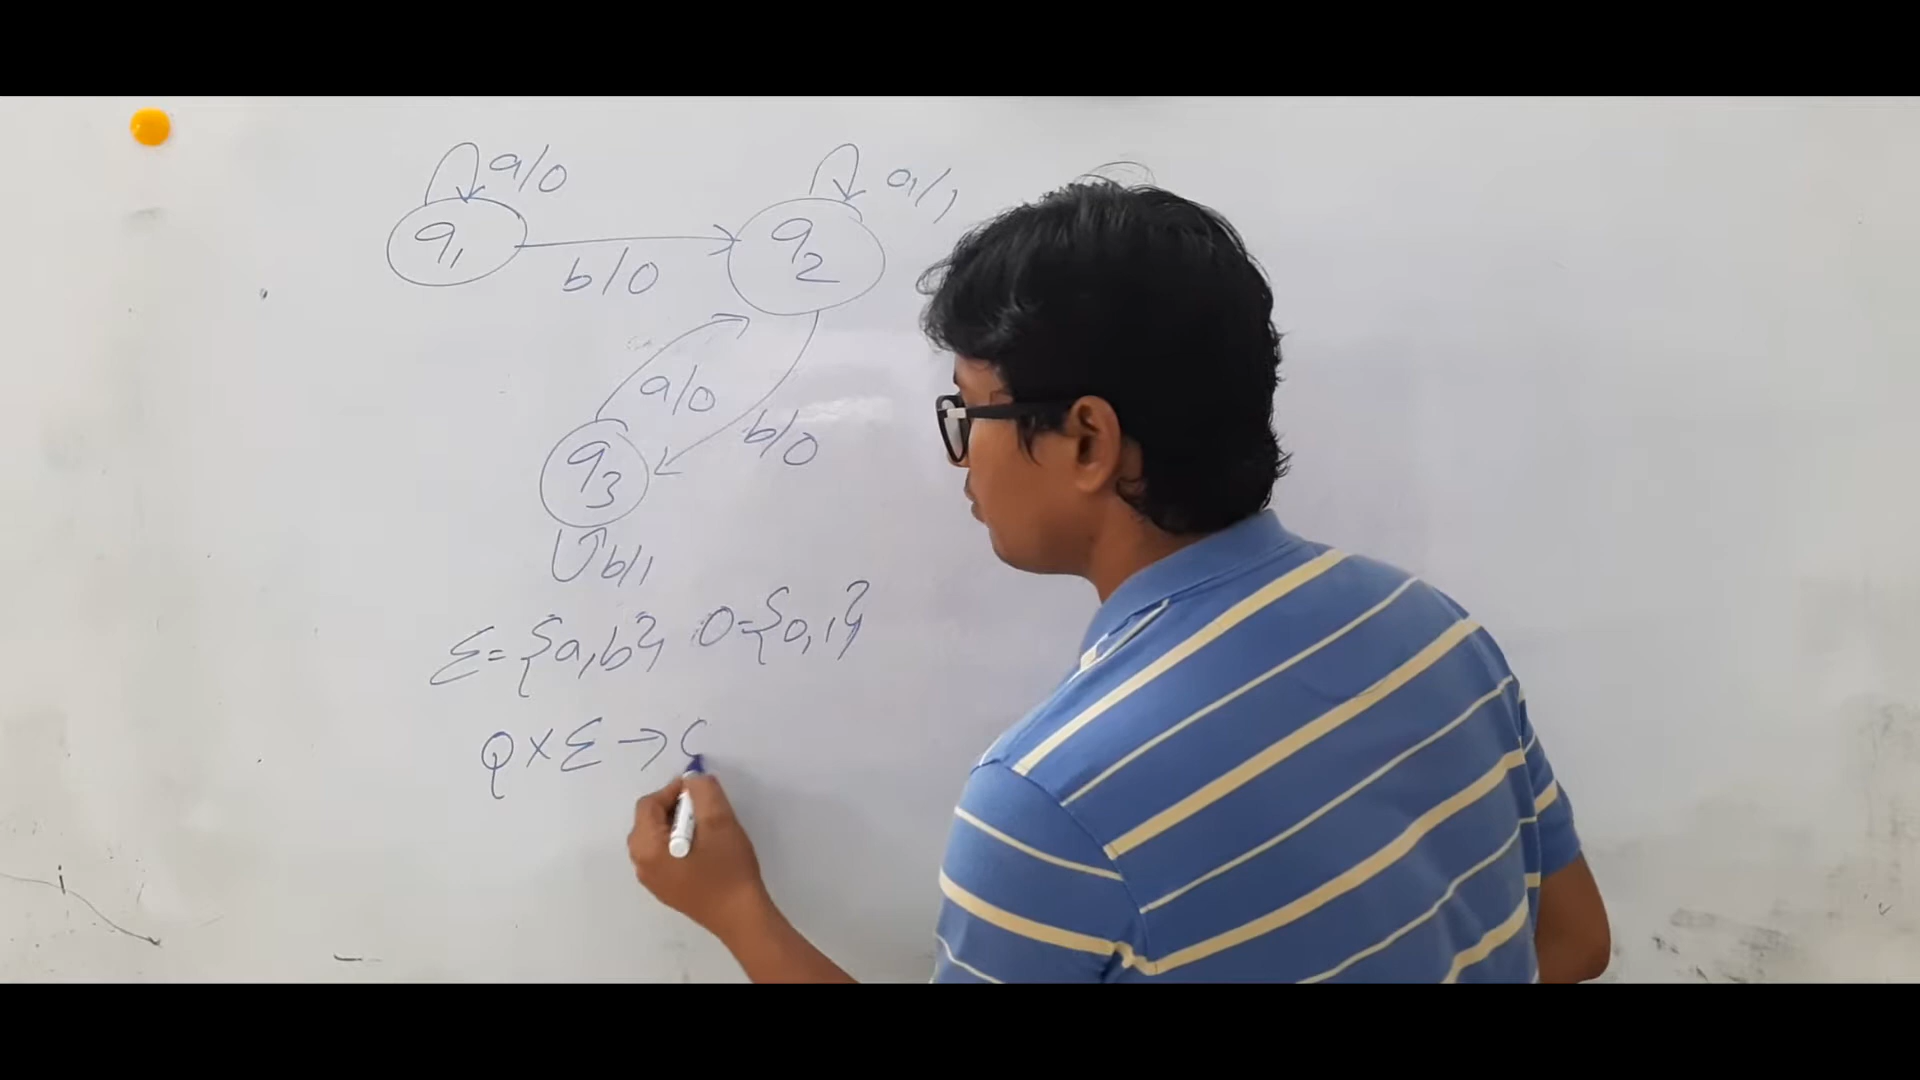 a/0 a/1
q1 q2
b/0
a/0
b/0
q3
b/1
Σ={a,b}, O={0,1}
Q×Σ→